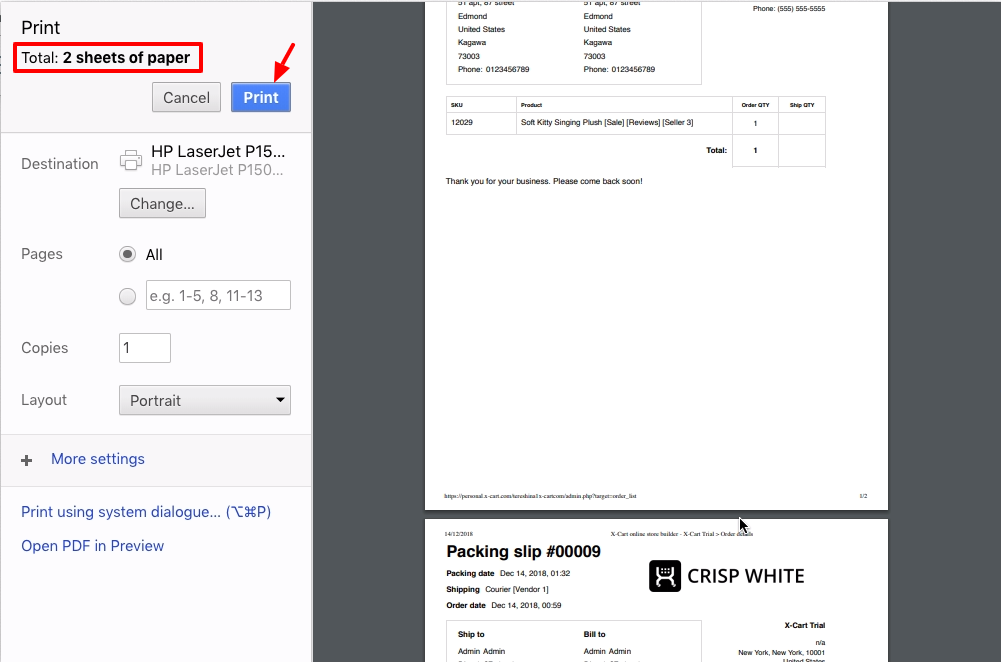 Print
Total: 2 sheets of paper
Cancel
Print
Destination
HP LaserJet P15...
HP LaserJet P150...
Change...
Pages
All
e.g. 1-5, 8, 11-13
Copies
1
Layout
Portrait
+ More settings
Print using system dialogue... (⌥⌘P)
Open PDF in Preview
51 apt, 87 street 51 apt, 87 street
Phone: (555) 555-5555
Edmond Edmond
United States United States
Kagawa Kagawa
73003 73003
Phone: 0123456789 Phone: 0123456789
SKU Product Order QTY Ship QTY
12029 Soft Kitty Singing Plush [Sale] [Reviews] [Seller 3] 1
Total: 1
Thank you for your business. Please come back soon!
https://personal.x-cart.com/tereshina1x-cartcom/admin.php?target=order_list 1/2
14/12/2018 X-Cart online store builder - X-Cart Trial > Order details
Packing slip #00009
Packing date Dec 14, 2018, 01:32
CRISP WHITE
Shipping Courier [Vendor 1]
Order date Dec 14, 2018, 00:59
X-Cart Trial
Ship to Bill to
n/a
Admin Admin Admin Admin
New York, New York, 10001
United States